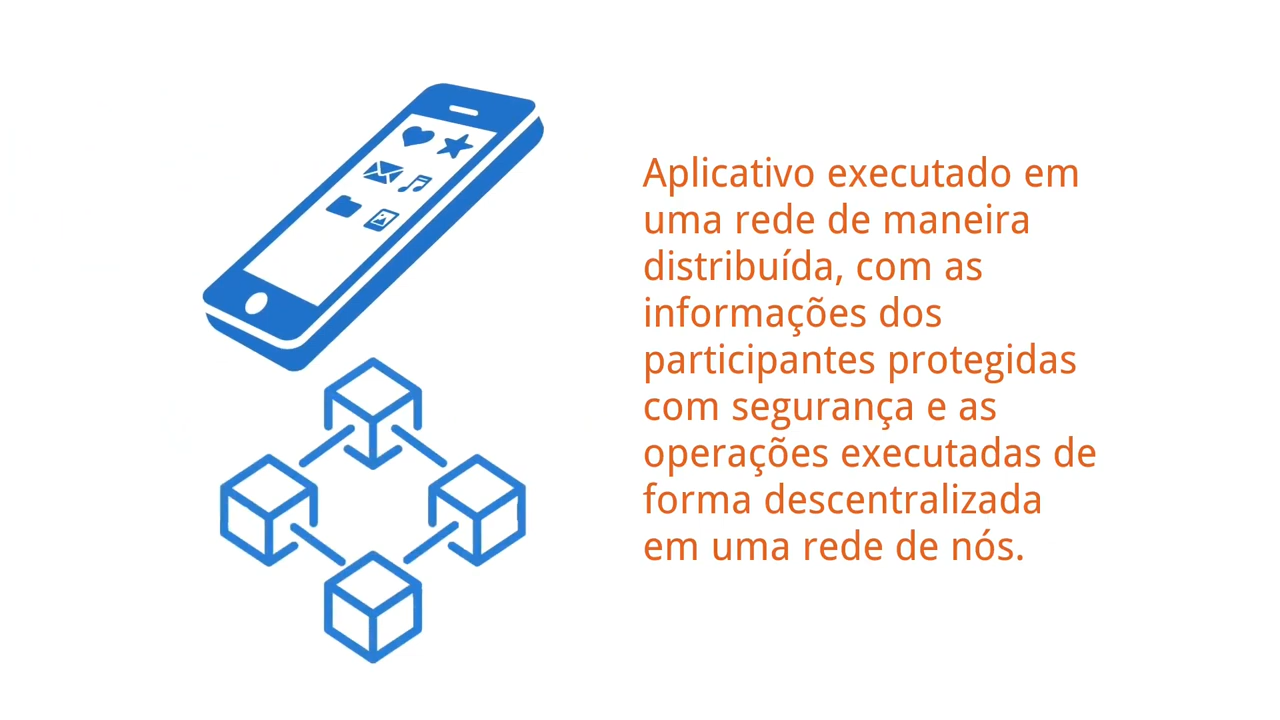 Aplicativo executado em
uma rede de maneira
distribuída, com as
informações dos
participantes protegidas
com segurança e as
operações executadas de
forma descentralizada
em uma rede de nós.